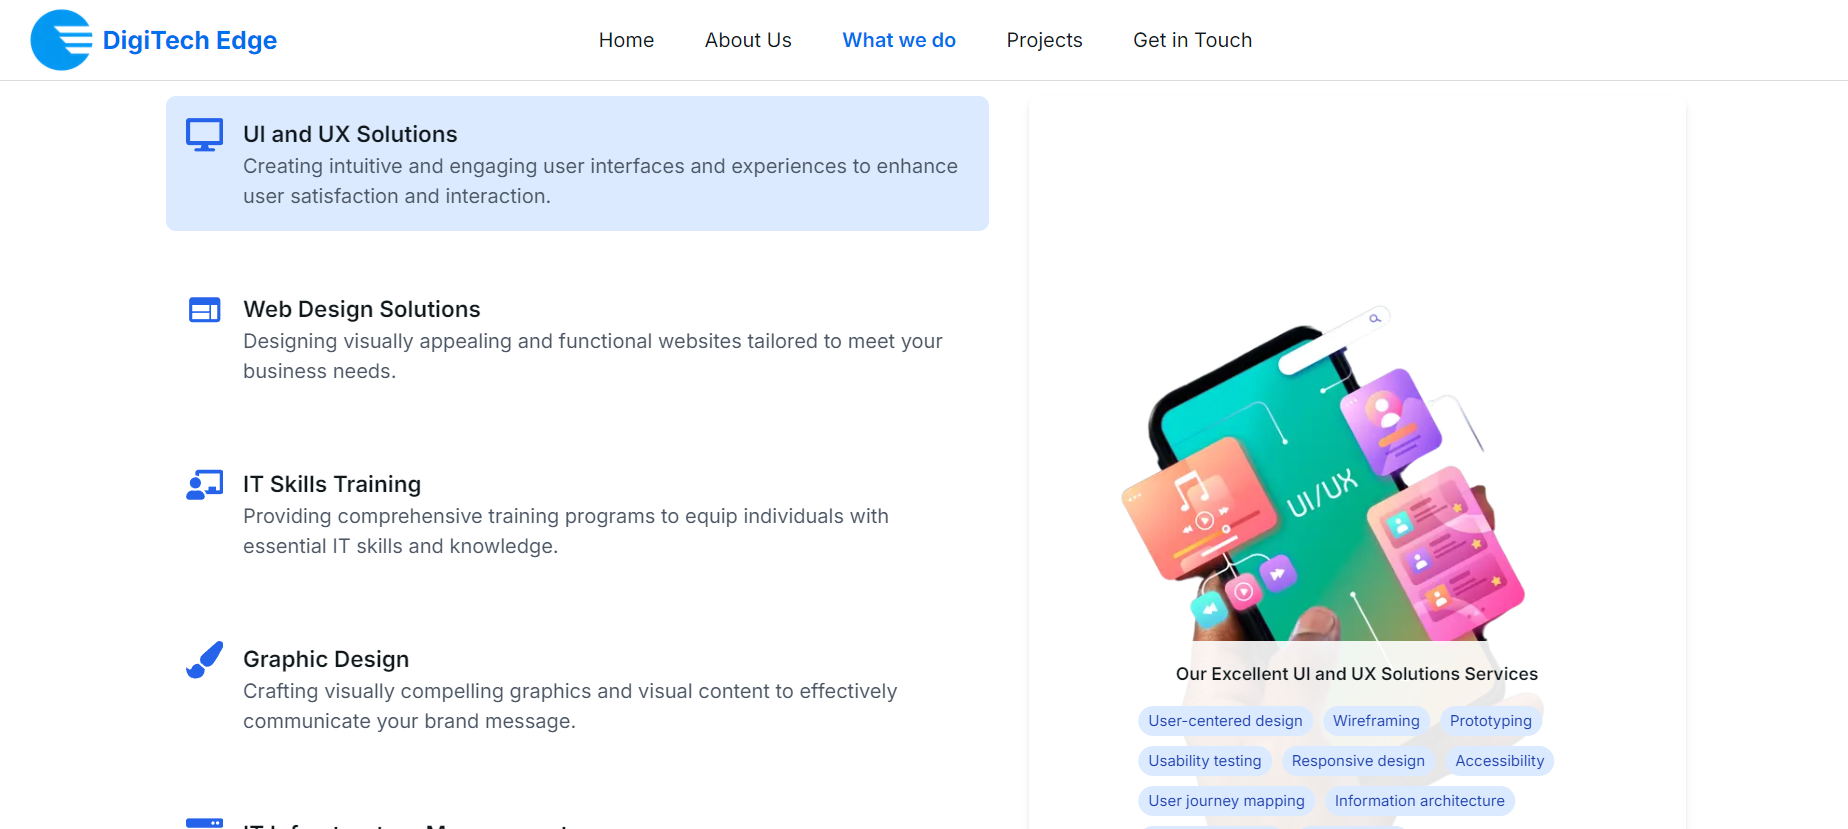 DigiTech Edge
Home
About Us
What we do
Projects
Get in Touch
UI and UX Solutions
Creating intuitive and engaging user interfaces and experiences to enhance
user satisfaction and interaction.
Web Design Solutions
Designing visually appealing and functional websites tailored to meet your
business needs.
IT Skills Training
Providing comprehensive training programs to equip individuals with
essential IT skills and knowledge.
Graphic Design
Crafting visually compelling graphics and visual content to effectively
communicate your brand message.
UI/UX
Our Excellent UI and UX Solutions Services
User-centered design
Wireframing
Prototyping
Usability testing
Responsive design
Accessibility
User journey mapping
Information architecture